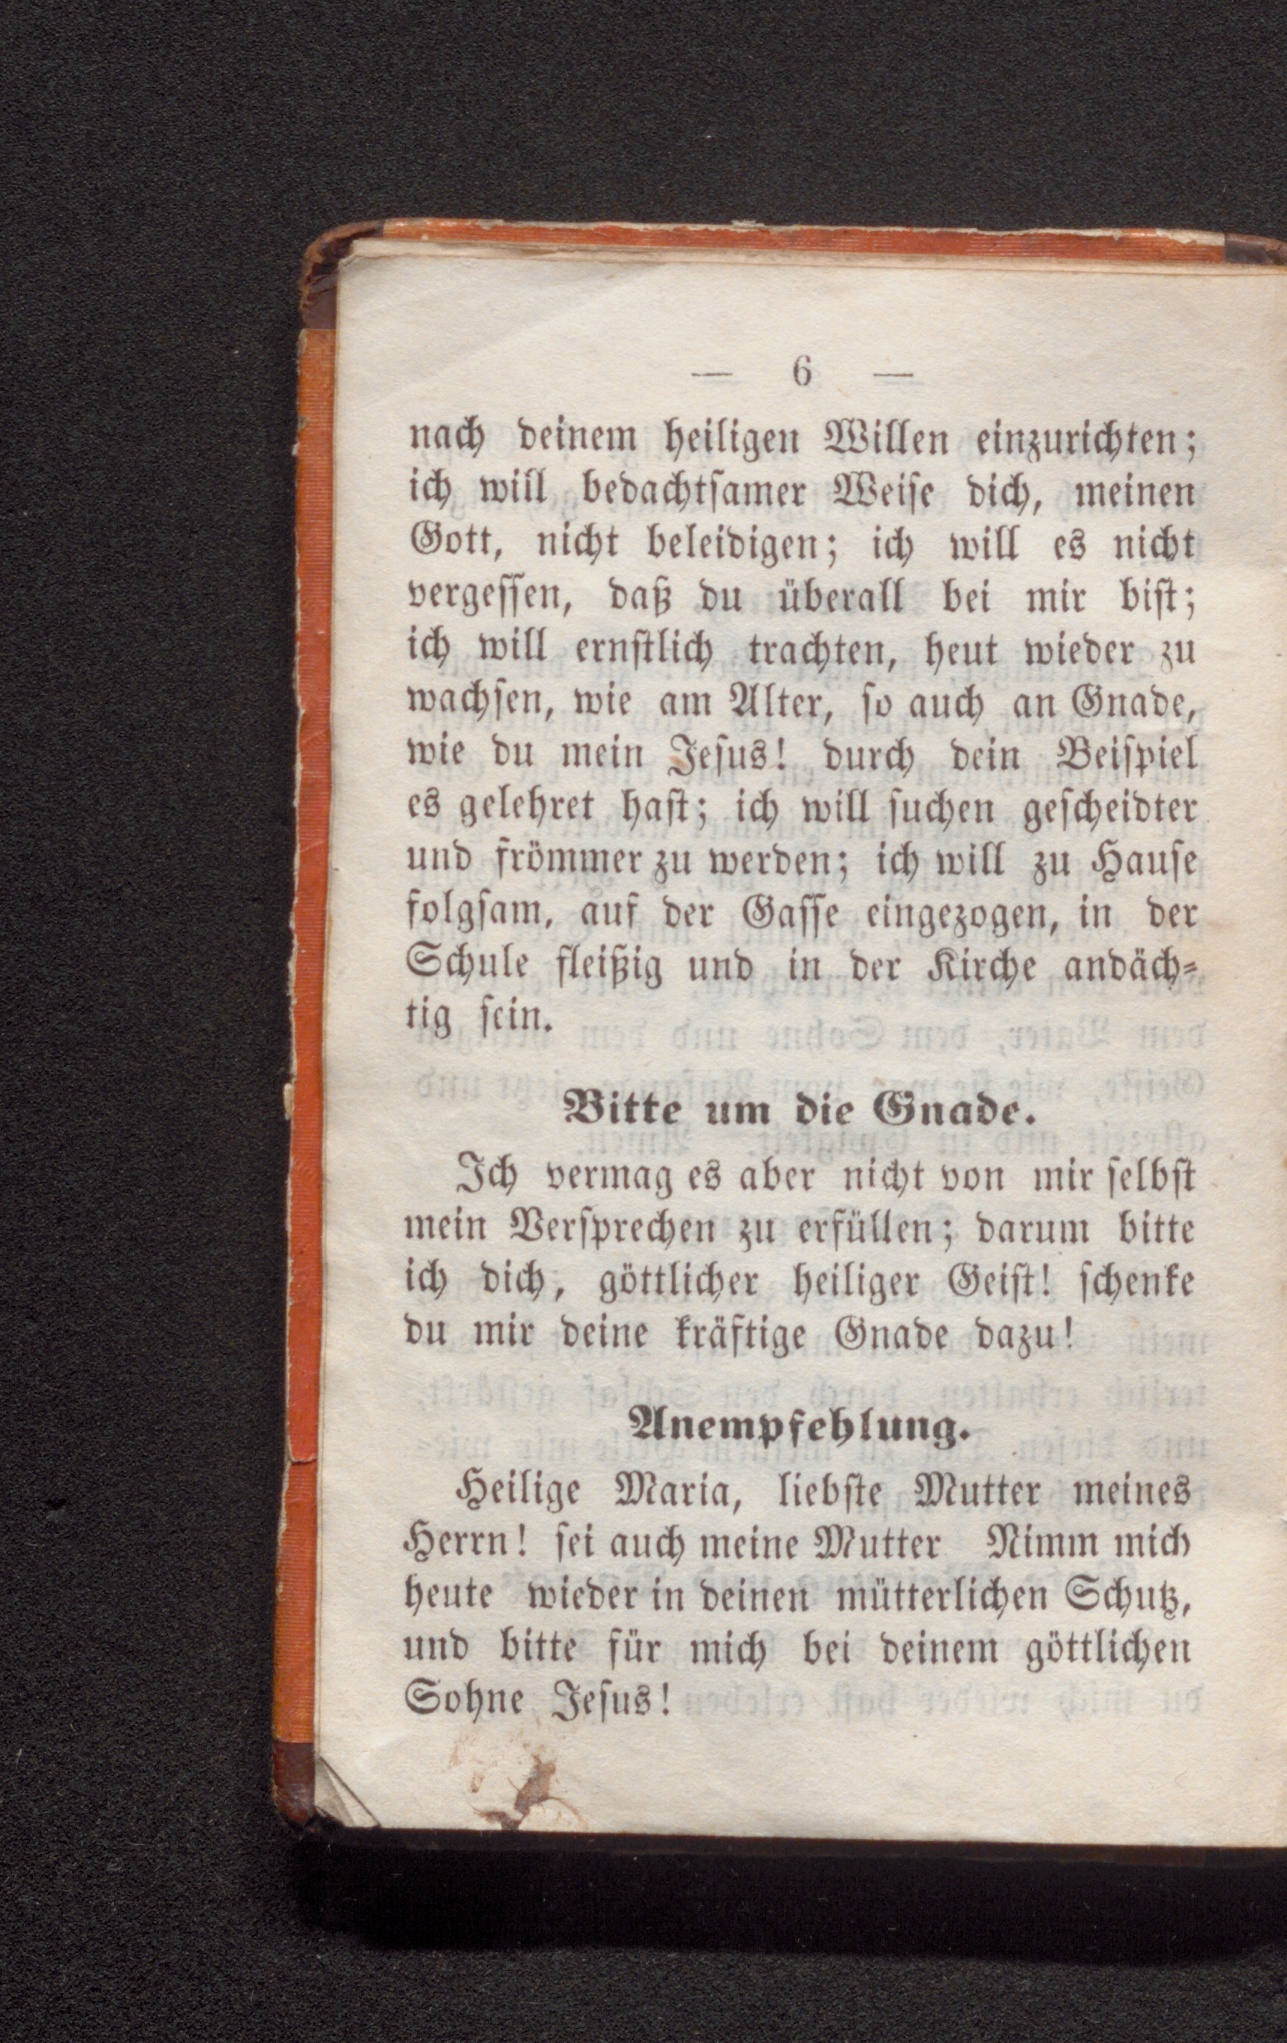 — 6 —
nach deinem heiligen Willen einzurichten;
ich will bedachtsamer Weise dich, meinen
Gott, nicht beleidigen; ich will es nicht
vergessen, daß du überall bei mir bist;
ich will ernstlich trachten, heut wieder zu
wachsen, wie am Alter, so auch an Gnade,
wie du mein Jesus! durch dein Beispiel
es gelehret hast; ich will suchen gescheidter
und frömmer zu werden; ich will zu Hause
folgsam, auf der Gasse eingezogen, in der
Schule fleißig und in der Kirche andäch-
tig sein.
Bitte um die Gnade.
Ich vermag es aber nicht von mir selbst
mein Versprechen zu erfüllen; darum bitte
ich dich, göttlicher heiliger Geist! schenke
du mir deine kräftige Gnade dazu!
Anempfehlung.
Heilige Maria, liebste Mutter meines
Herrn! sei auch meine Mutter Nimm mich
heute wieder in deinen mütterlichen Schutz,
und bitte für mich bei deinem göttlichen
Sohne Jesus!